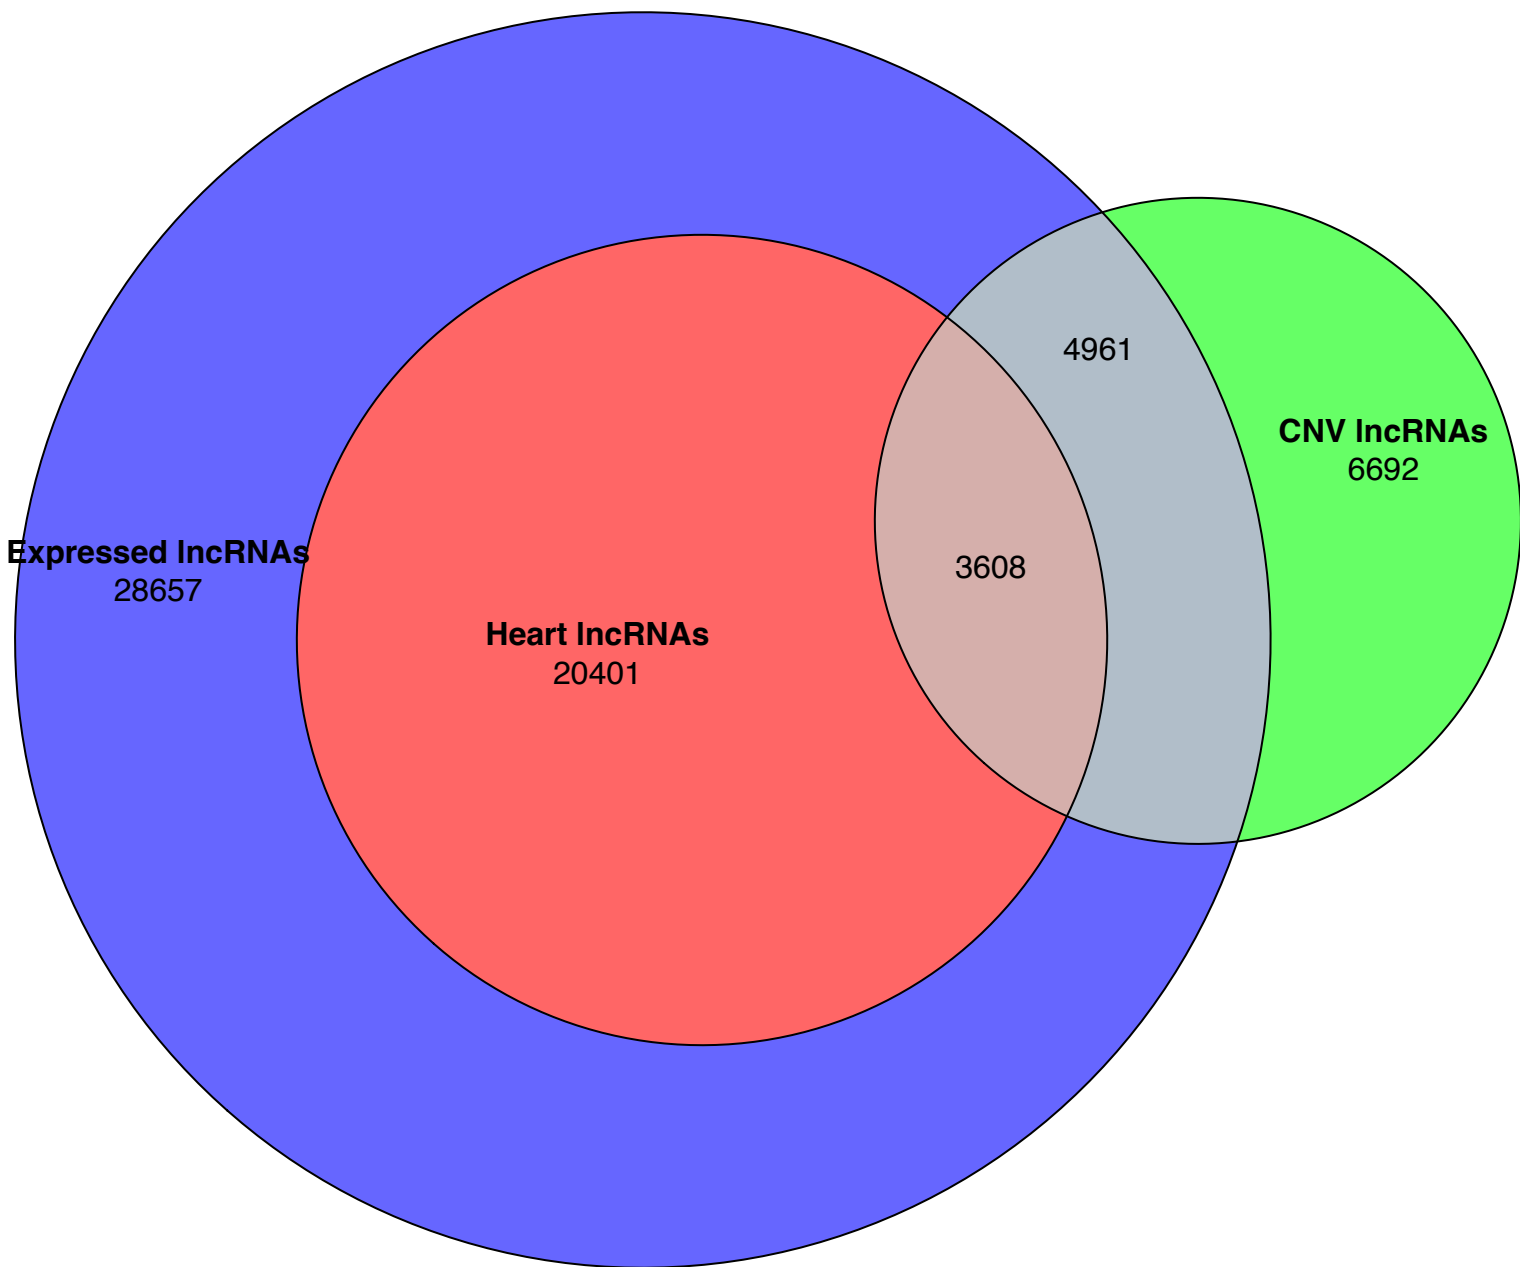 4961
CNV lncRNAs
6692
Expressed lncRNAs
28657
3608
Heart lncRNAs
20401